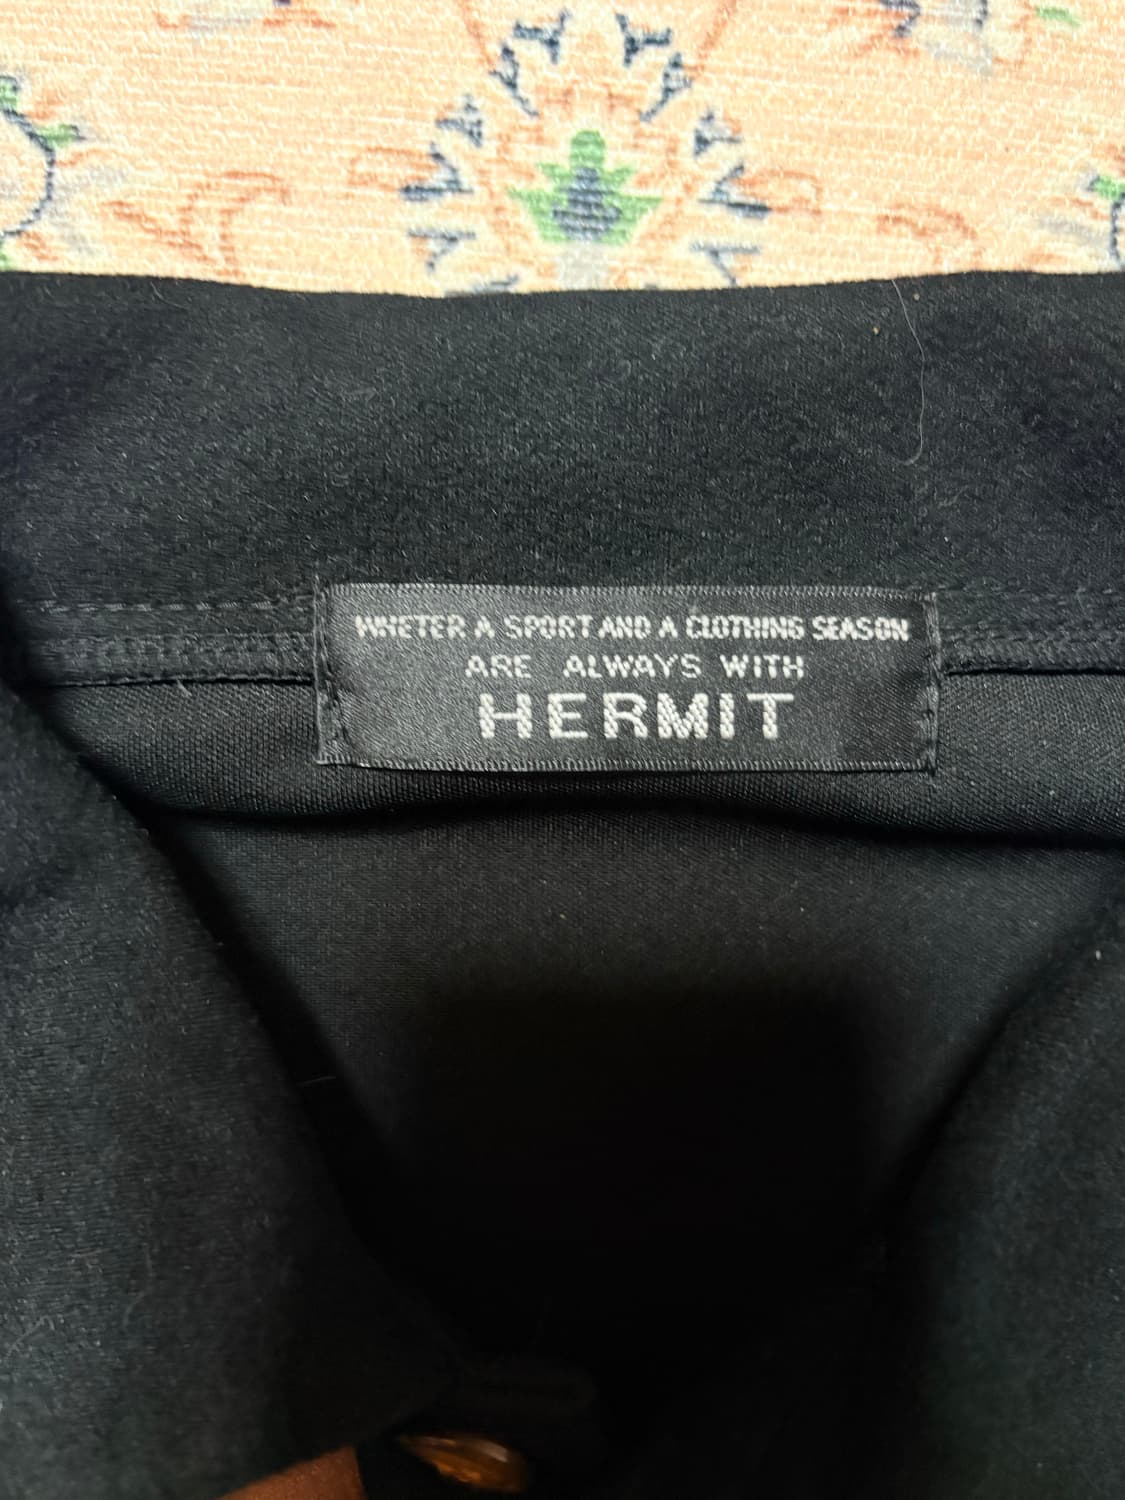 WHETER A SPORT AND A CLOTHING SEASON
ARE ALWAYS WITH
HERMIT